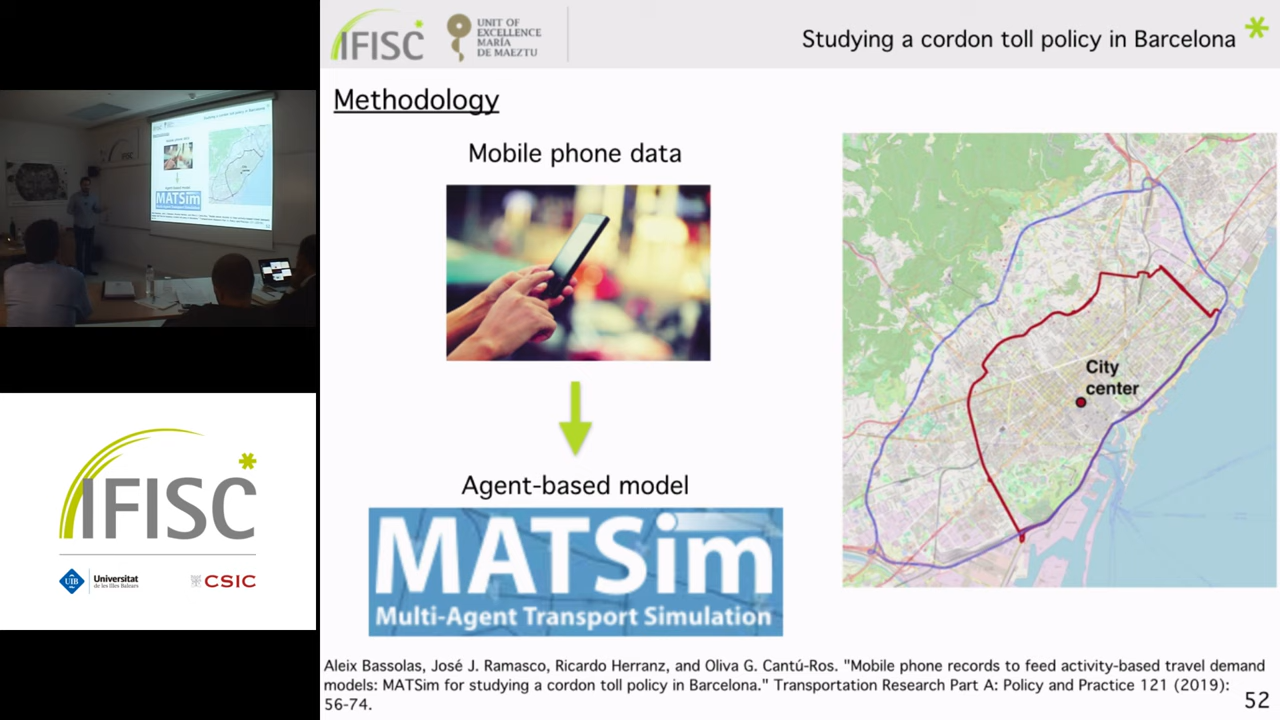 IFISC
UNIT OF
EXCELLENCE
MARÍA
DE MAEZTU
Studying a cordon toll policy in Barcelona
Methodology
Mobile phone data
City
center
Agent-based model
MATSim
Multi-Agent Transport Simulation
Aleix Bassolas, José J. Ramasco, Ricardo Herranz, and Oliva G. Cantú-Ros. "Mobile phone records to feed activity-based travel demand
models: MATSim for studying a cordon toll policy in Barcelona." Transportation Research Part A: Policy and Practice 121 (2019):
56-74.
52
MATSim
IFISC
UIB
Universitat
de les Illes Balears
CSIC